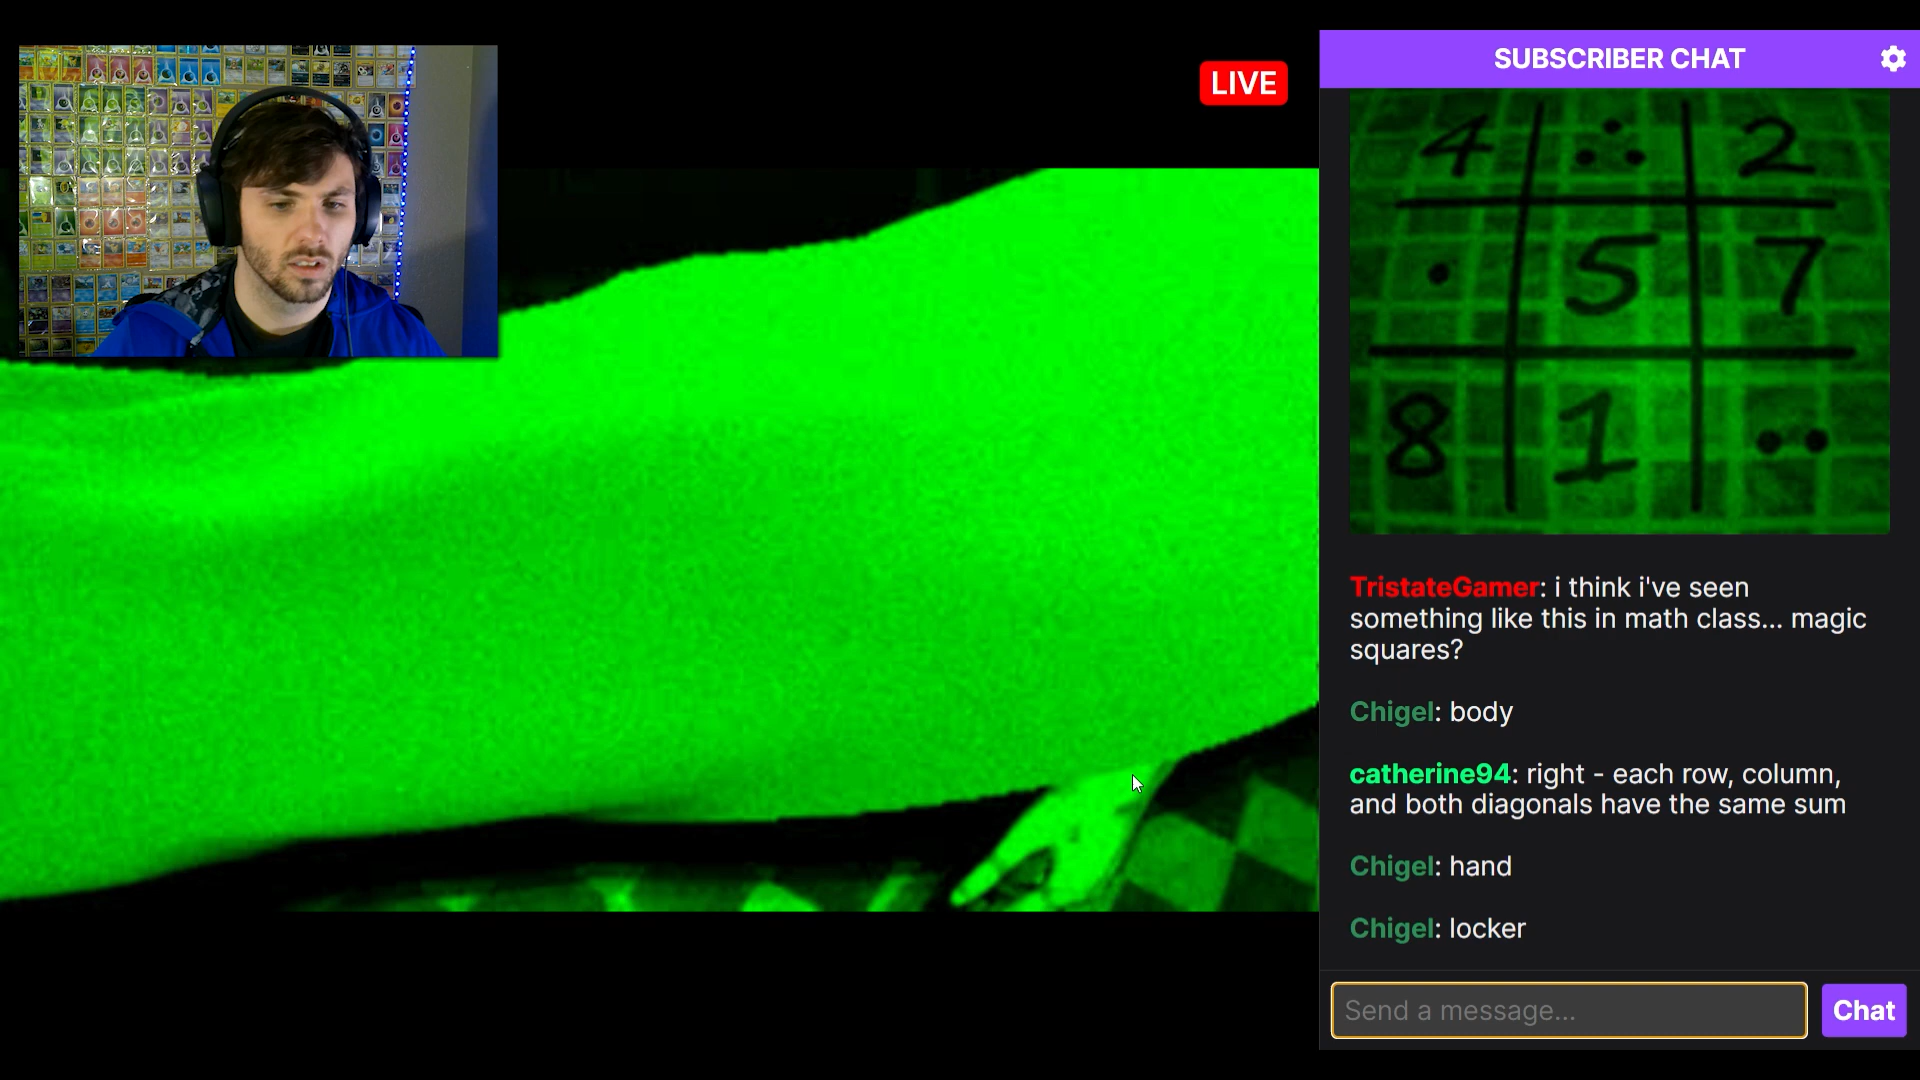 LIVE
SUBSCRIBER CHAT
4 2
5 7
8 1
TristateGamer: i think i've seen
something like this in math class... magic
squares?
Chigel: body
catherine94: right - each row, column,
and both diagonals have the same sum
Chigel: hand
Chigel: locker
Send a message...
Chat